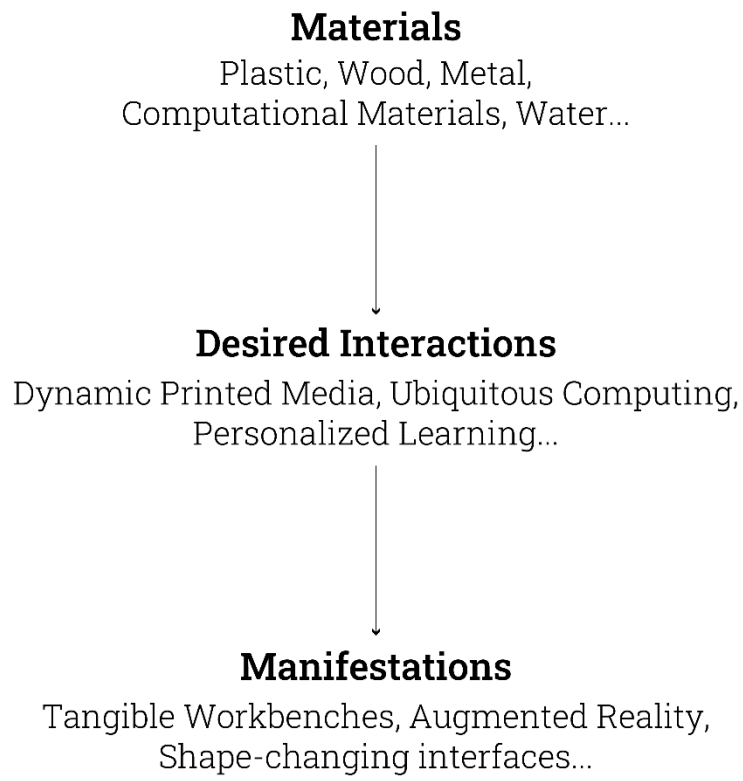 Materials
Plastic, Wood, Metal,
Computational Materials, Water...
Desired Interactions
Dynamic Printed Media, Ubiquitous Computing,
Personalized Learning...
Manifestations
Tangible Workbenches, Augmented Reality,
Shape-changing interfaces...